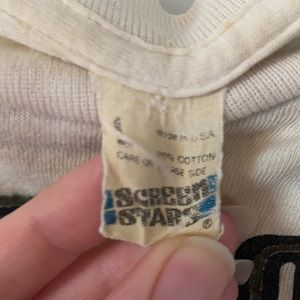 Made in U.S.A.
COTTON
CARE ON SIDE
SCREEN
STARS®